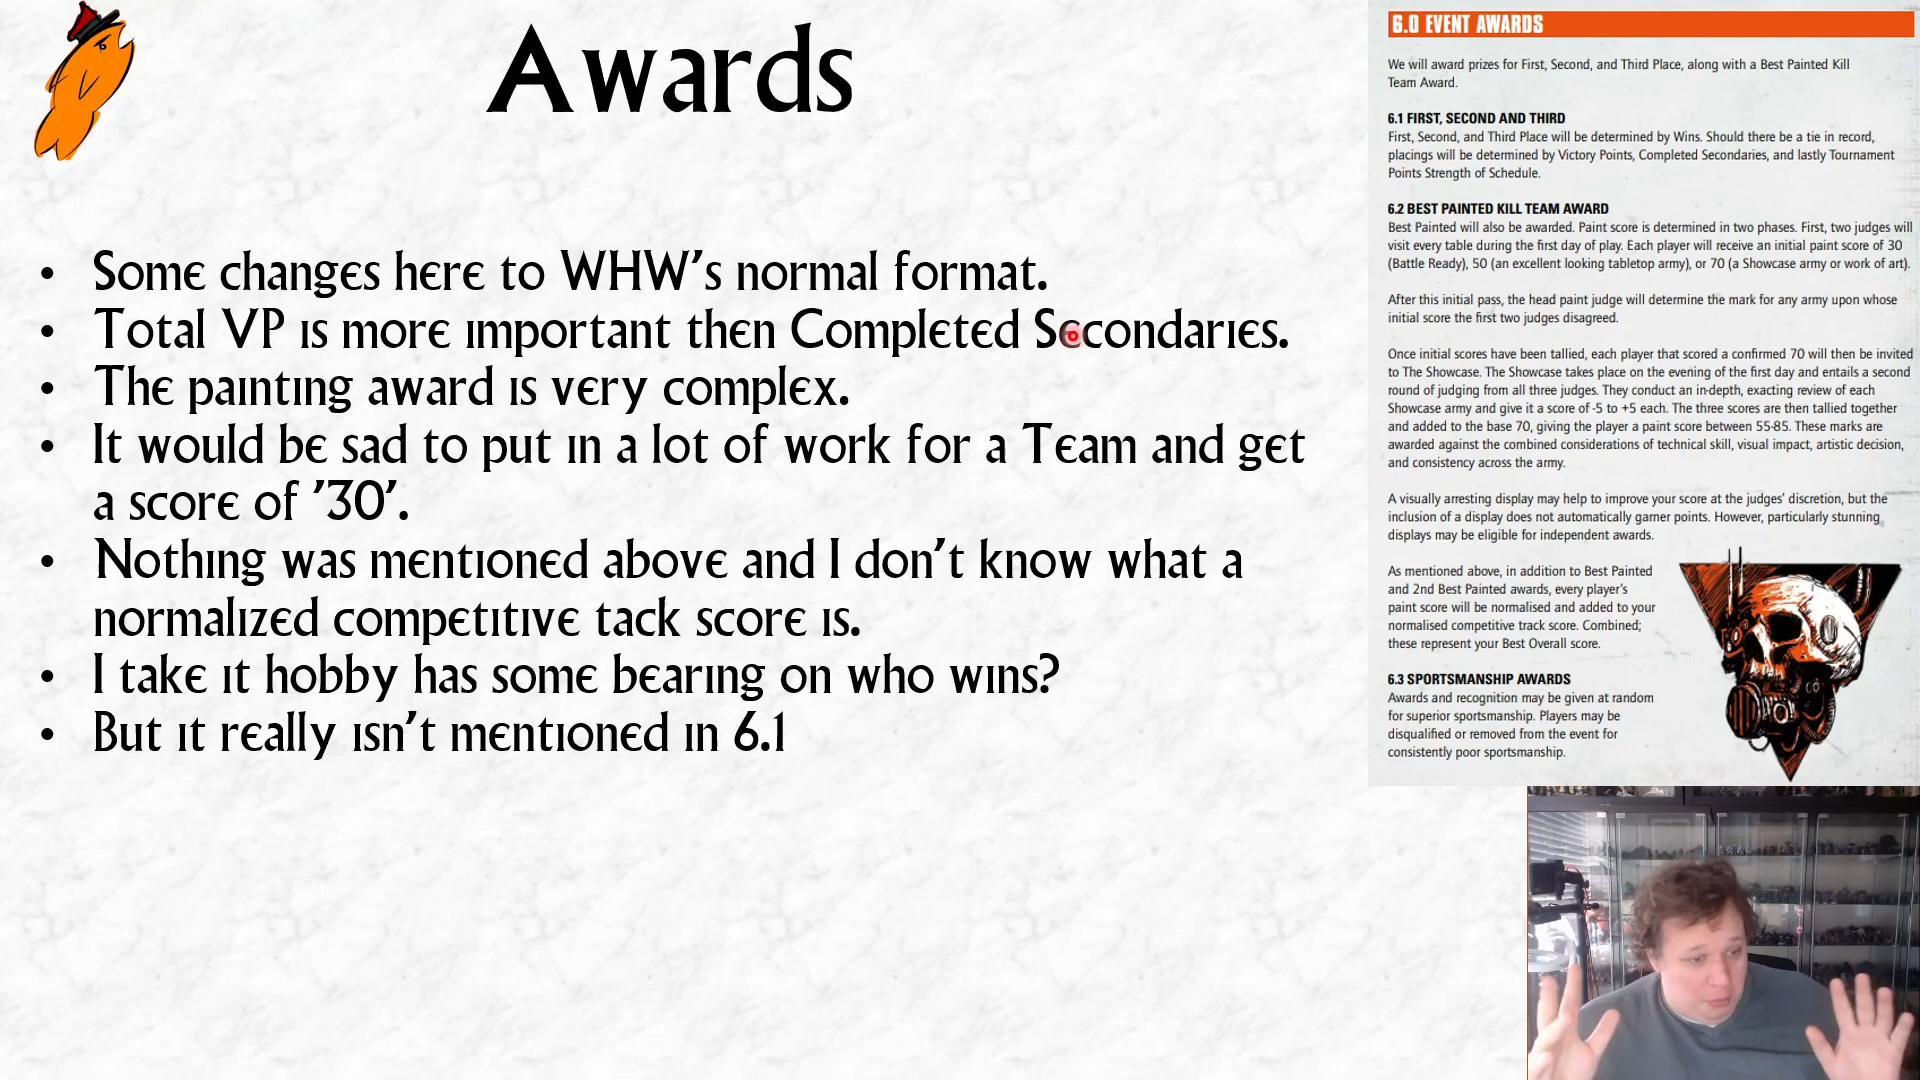 Awards
• Some changes here to WHW's normal format.
• Total VP is more important then Completed Secondaries.
• The painting award is very complex.
• It would be sad to put in a lot of work for a Team and get
a score of '30'.
• Nothing was mentioned above and I don't know what a
normalized competitive tack score is.
• I take it hobby has some bearing on who wins?
• But it really isn't mentioned in 6.1
6.0 EVENT AWARDS
We will award prizes for First, Second, and Third Place, along with a Best Painted Kill
Team Award.
6.1 FIRST, SECOND AND THIRD
First, Second, and Third Place will be determined by Wins. Should there be a tie in record,
placings will be determined by Victory Points, Completed Secondaries, and lastly Tournament
Points Strength of Schedule.
6.2 BEST PAINTED KILL TEAM AWARD
Best Painted will also be awarded. Paint score is determined in two phases. First, two judges will
visit every table during the first day of play. Each player will receive an initial paint score of 30
(Battle Ready), 50 (an excellent looking tabletop army), or 70 (a Showcase army or work of art).
After this initial pass, the head paint judge will determine the mark for any army upon whose
initial score the first two judges disagreed.
Once initial scores have been tallied, each player that scored a confirmed 70 will then be invited
to The Showcase. The Showcase takes place on the evening of the first day and entails a second
round of judging from all three judges. They conduct an in-depth, exacting review of each
Showcase army and give it a score of -5 to +5 each. The three scores are then tallied together
and added to the base 70, giving the player a paint score between 55-85. These marks are
awarded against the combined considerations of technical skill, visual impact, artistic decision,
and consistency across the army.
A visually arresting display may help to improve your score at the judges' discretion, but the
inclusion of a display does not automatically garner points. However, particularly stunning
displays may be eligible for independent awards.
As mentioned above, in addition to Best Painted
and 2nd Best Painted awards, every player's
paint score will be normalised and added to your
normalised competitive track score. Combined;
these represent your Best Overall score.
6.3 SPORTSMANSHIP AWARDS
Awards and recognition may be given at random
for superior sportsmanship. Players may be
disqualified or removed from the event for
consistently poor sportsmanship.